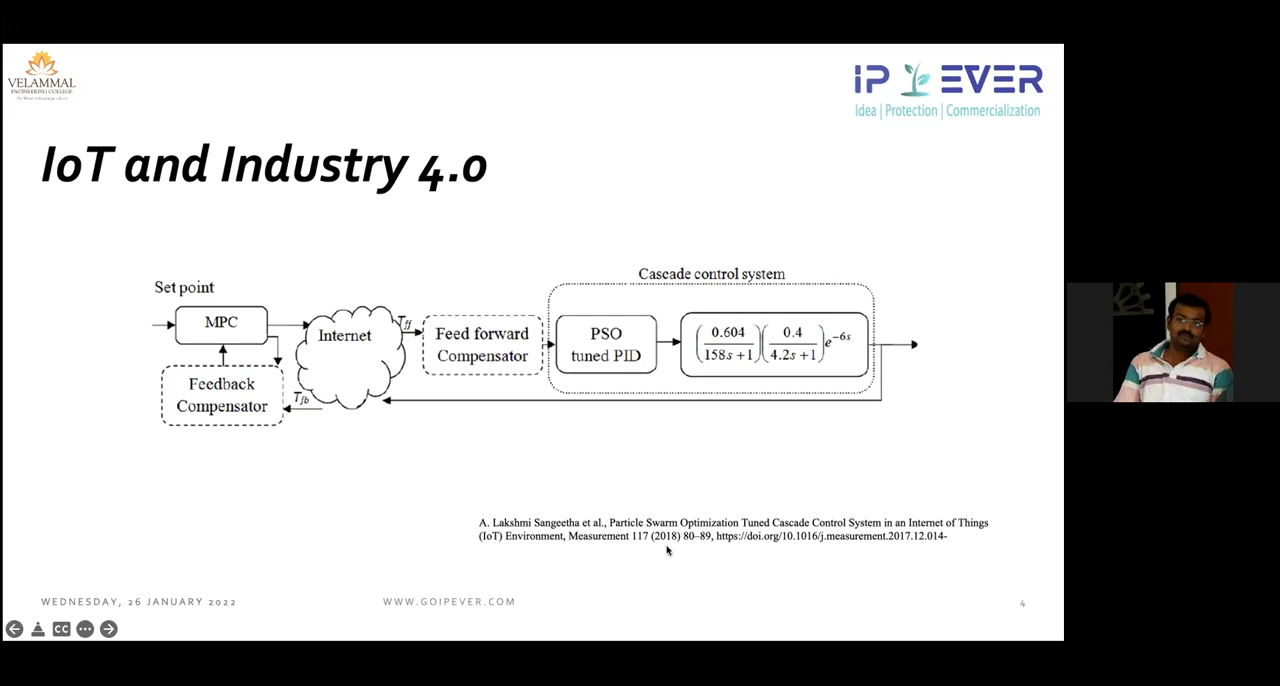 VELAMMAL
ENGINEERING COLLEGE
IP EVER
Idea | Protection | Commercialization
IoT and Industry 4.0
Cascade control system
Set point
MPC
Internet
Tff
Feed forward
Compensator
PSO
tuned PID
(0.604 / 158s + 1)(0.4 / 4.2s + 1)e^{-6s}
Feedback
Compensator
Tfb
A. Lakshmi Sangeetha et al., Particle Swarm Optimization Tuned Cascade Control System in an Internet of Things
(IoT) Environment, Measurement 117 (2018) 80–89, https://doi.org/10.1016/j.measurement.2017.12.014-
WEDNESDAY, 26 JANUARY 2022
WWW.GOIPEVER.COM
4
CC